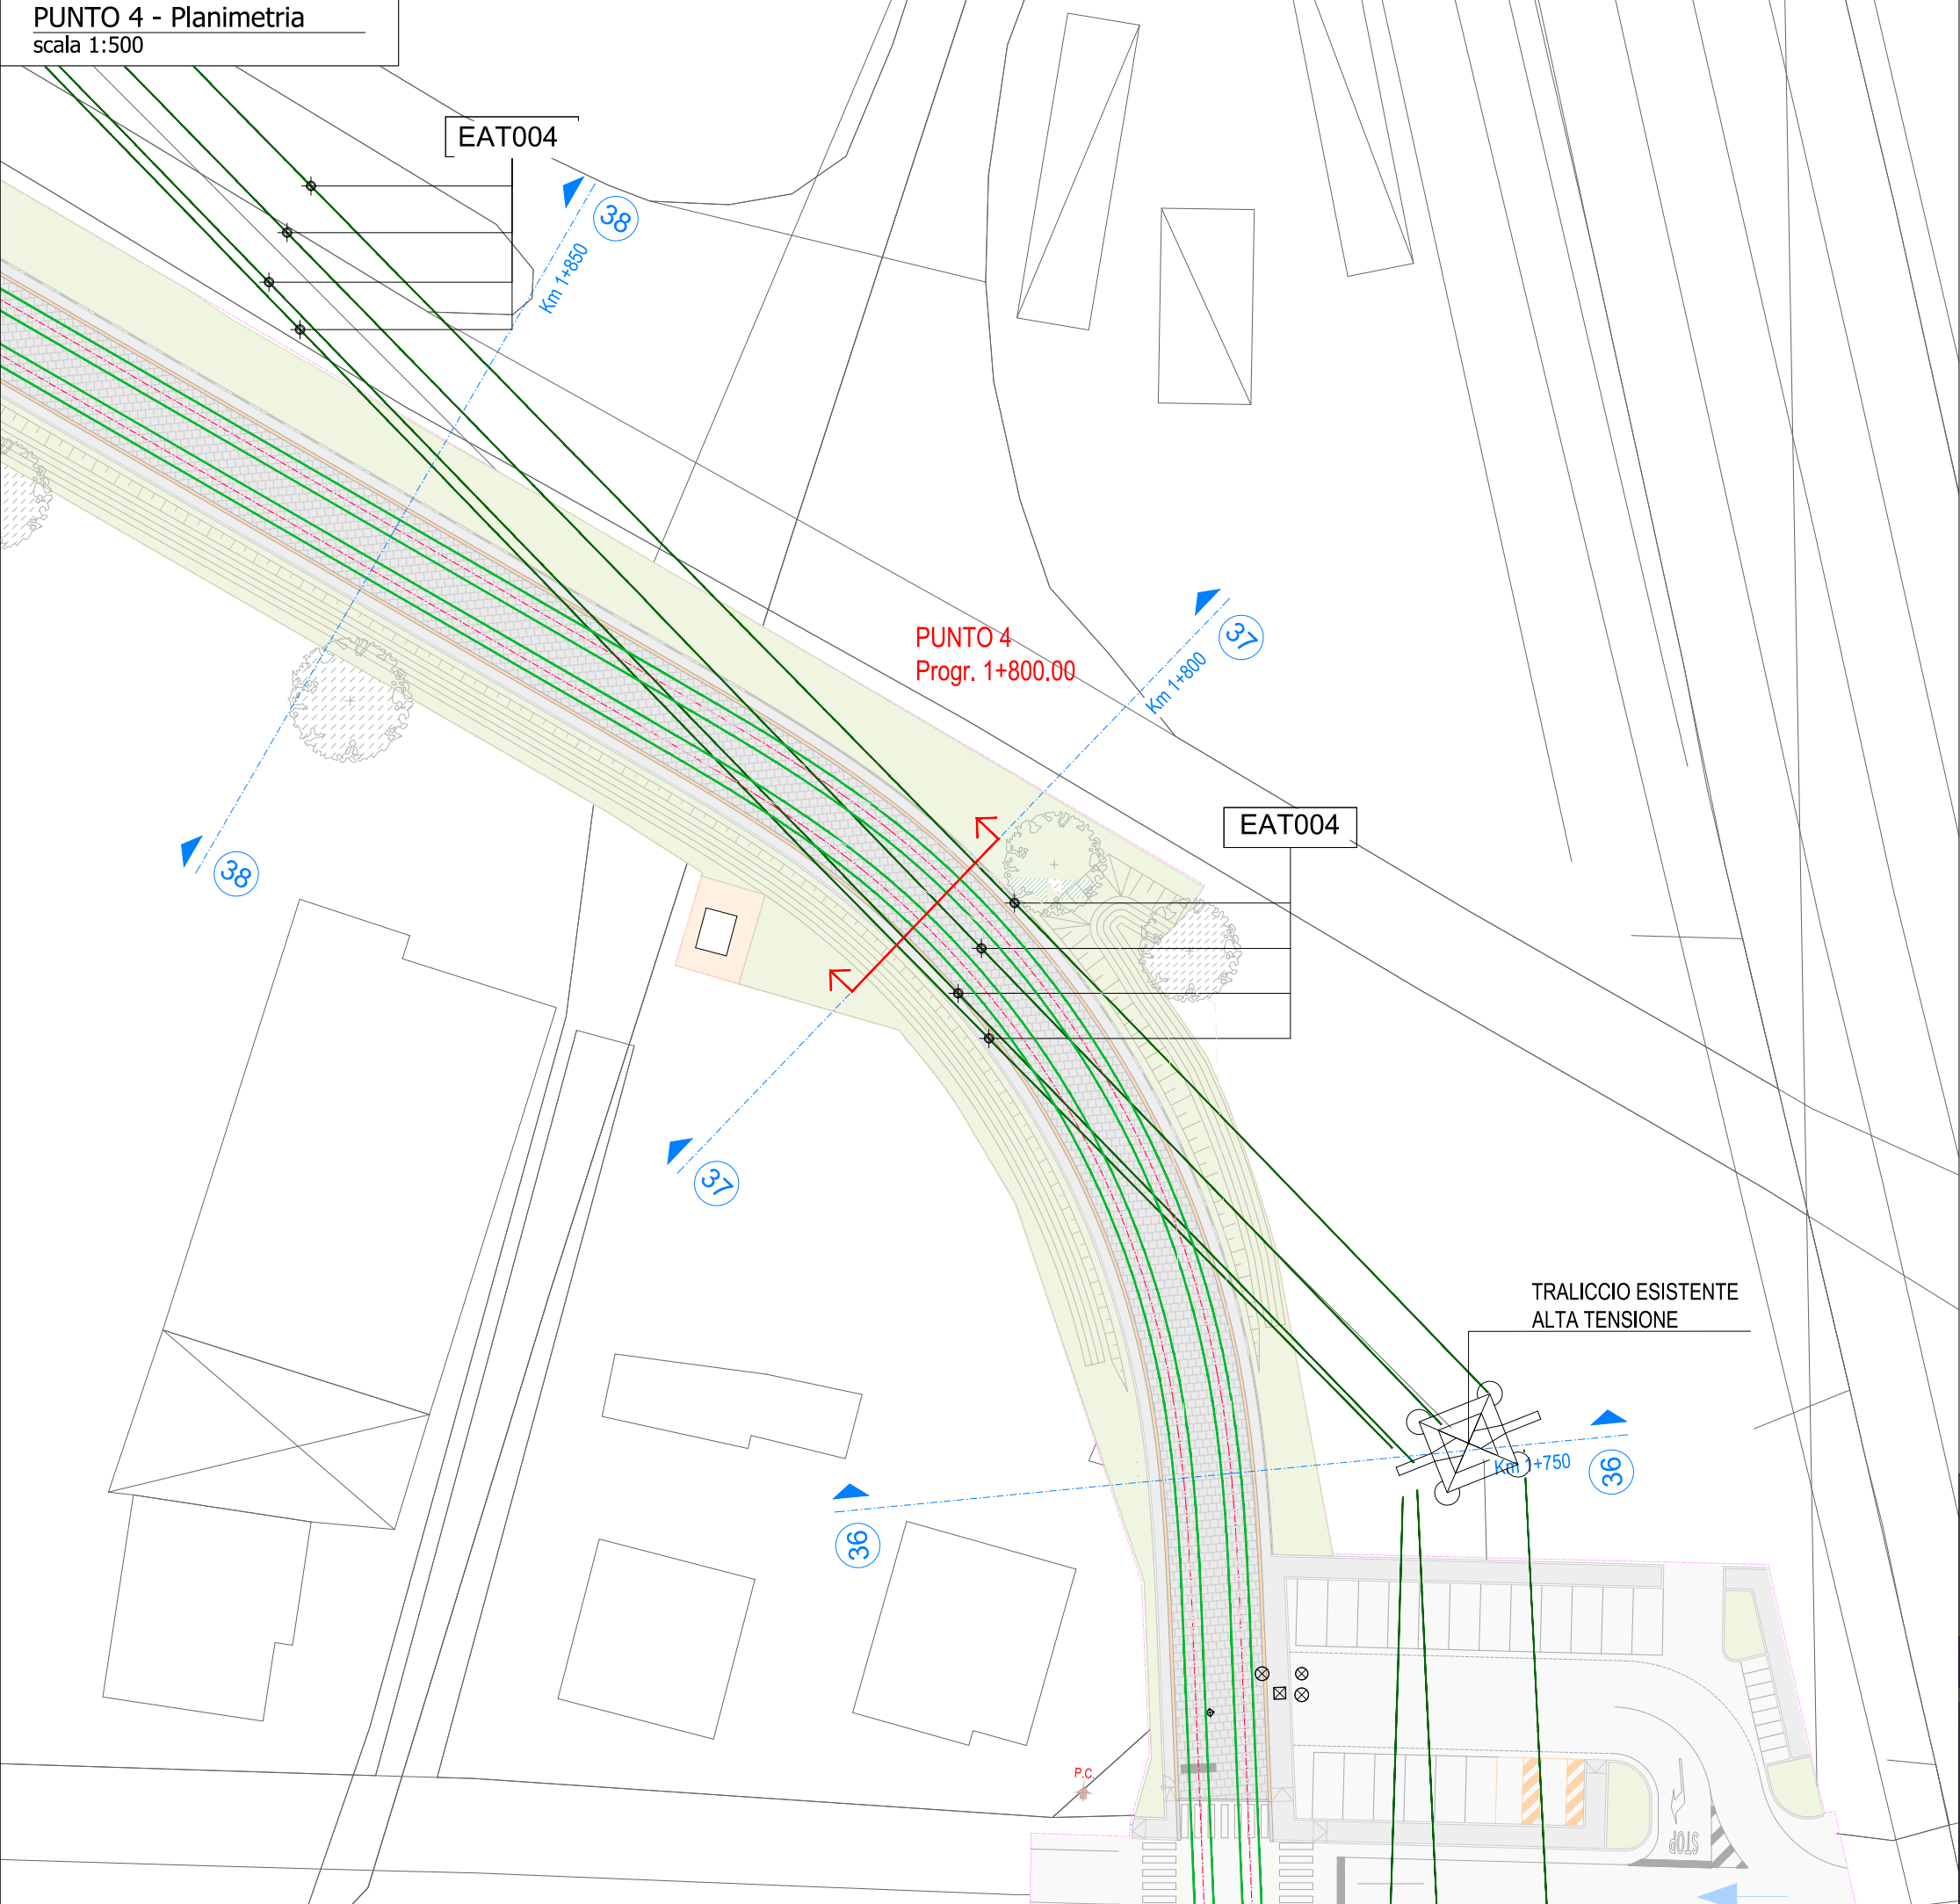 PUNTO 4 - Planimetria
scala 1:500
EAT004
38
Km 1+850
PUNTO 4
Progr. 1+800.00
37
Km 1+800
EAT004
38
37
TRALICCIO ESISTENTE
ALTA TENSIONE
Km 1+750
36
36
P.C.
STOP